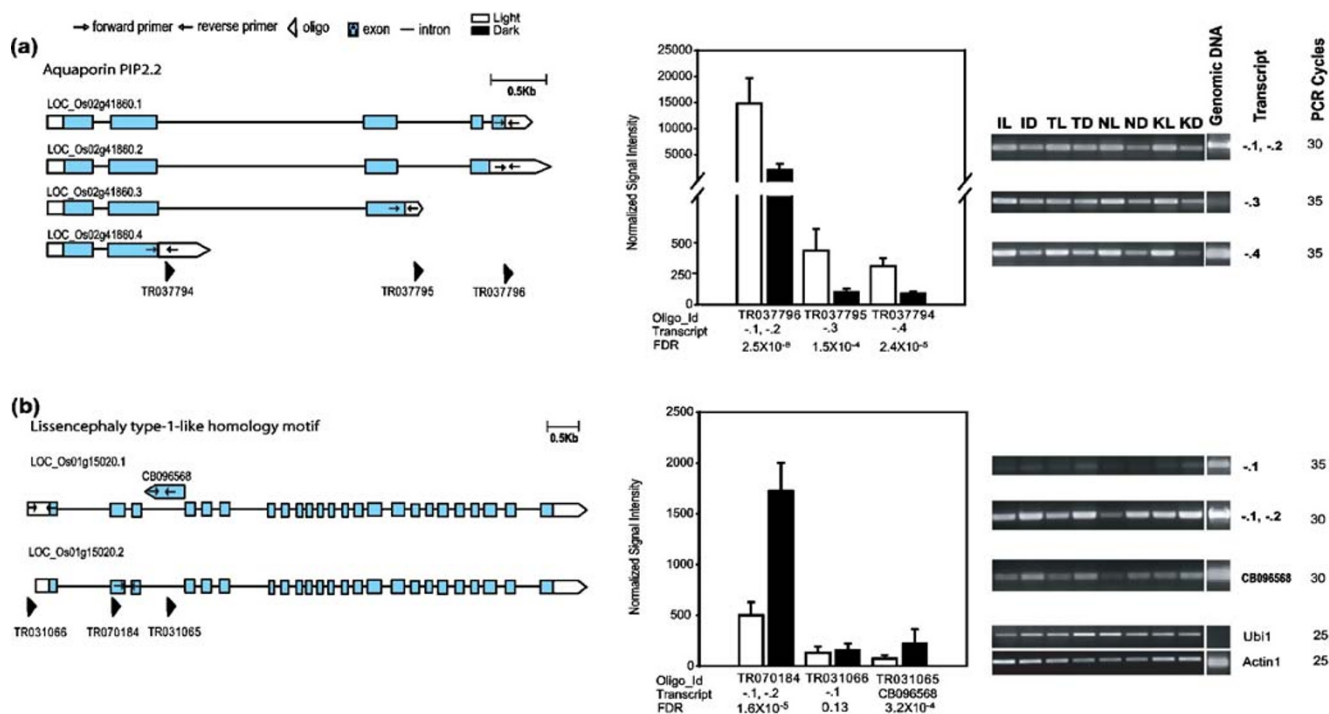 forward primer reverse primer oligo exon intron Light
Dark
(a)
Aquaporin PIP2.2
0.5Kb
LOC_Os02g41860.1
LOC_Os02g41860.2
LOC_Os02g41860.3
LOC_Os02g41860.4
TR037794 TR037795 TR037796
Normalized Signal Intensity
25000
20000
15000
10000
5000
500
250
0
Oligo_Id TR037796 TR037795 TR037794
Transcript -.1, -.2 -.3 -.4
FDR 2.5X10⁻⁸ 1.5X10⁻⁴ 2.4X10⁻⁵
IL ID TL TD NL ND KL KD Genomic DNA Transcript PCR Cycles
-.1, -.2 30
-.3 35
-.4 35
(b)
Lissencephaly type-1-like homology motif
0.5Kb
LOC_Os01g15020.1
CB096568
LOC_Os01g15020.2
TR031066 TR070184 TR031065
Normalized Signal Intensity
2500
2000
1500
1000
500
0
Oligo_Id TR070184 TR031066 TR031065
Transcript -.1, -.2 -.1 CB096568
FDR 1.6X10⁻⁵ 0.13 3.2X10⁻⁴
-.1 35
-.1, -.2 30
CB096568 30
Ubi1 25
Actin1 25